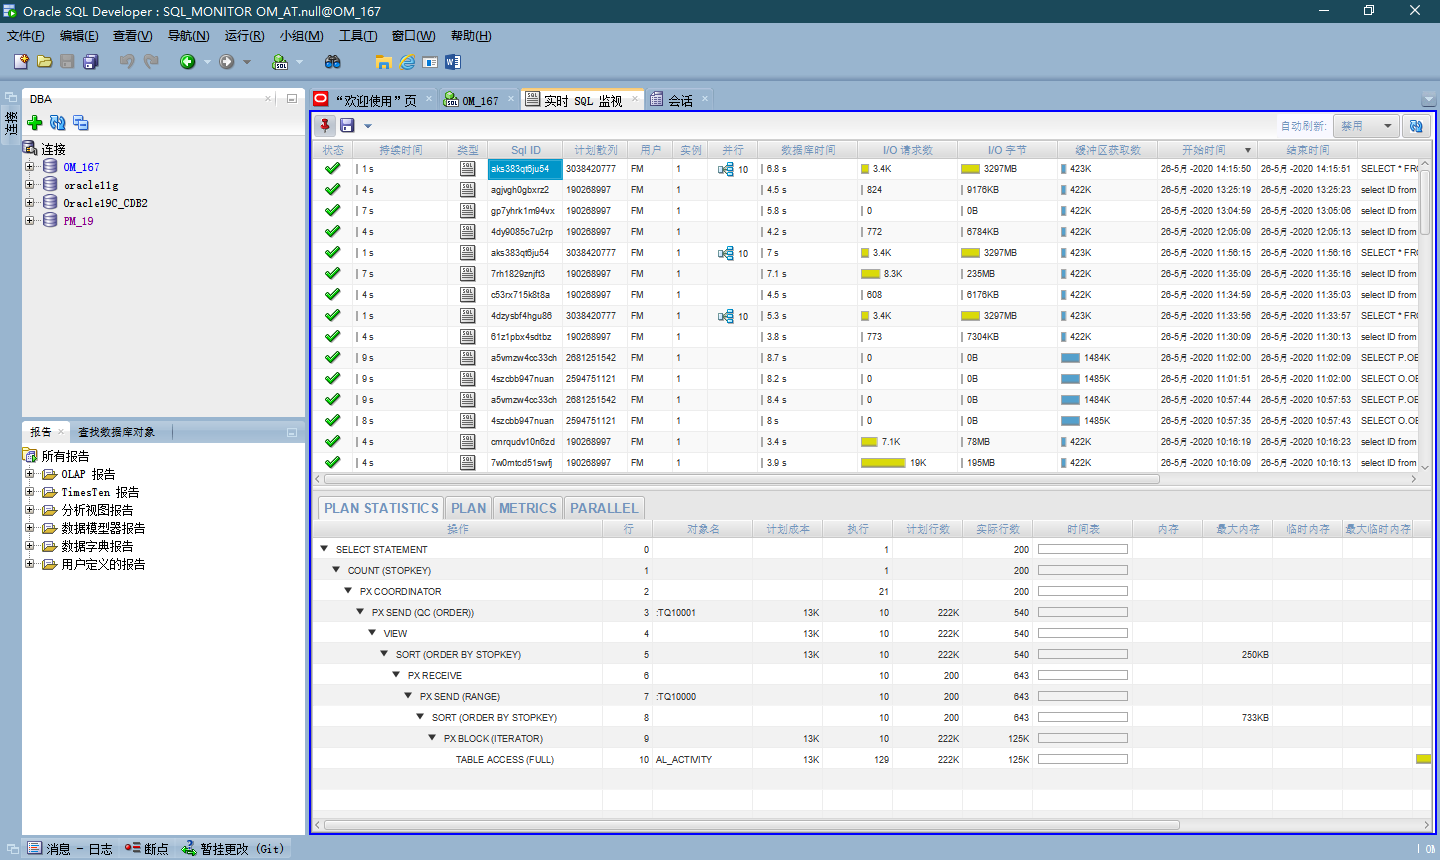 Oracle SQL Developer : SQL_MONITOR OM_AT.null@OM_167
文件(F) 编辑(E) 查看(V) 导航(N) 运行(R) 小组(M) 工具(T) 窗口(W) 帮助(H)
连接
DBA
连接
OM_167
oracle11g
Oracle19C_CDB2
PM_19
报告 查找数据库对象
所有报告
OLAP 报告
TimesTen 报告
分析视图报告
数据模型器报告
数据字典报告
用户定义的报告
“欢迎使用”页 OM_167 实时 SQL 监视 会话
自动刷新: 禁用
状态 持续时间 类型 Sql ID 计划散列 用户 实例 并行 数据库时间 I/O 请求数 I/O 字节 缓冲区获取数 开始时间 结束时间
1 s SQL aks383qt6ju54 3038420777 FM 1 10 6.8 s 3.4K 3297MB 423K 26-5月 -2020 14:15:50 26-5月 -2020 14:15:51 SELECT * FR
4 s SQL agjvgh0gbxrz2 190268997 FM 1 4.5 s 824 9176KB 422K 26-5月 -2020 13:25:19 26-5月 -2020 13:25:23 select ID from
7 s SQL gp7yhrk1m94vx 190268997 FM 1 5.8 s 0 0B 422K 26-5月 -2020 13:04:59 26-5月 -2020 13:05:06 select ID from
4 s SQL 4dy9085c7u2rp 190268997 FM 1 4.2 s 772 6784KB 422K 26-5月 -2020 12:05:09 26-5月 -2020 12:05:13 select ID from
1 s SQL aks383qt6ju54 3038420777 FM 1 10 7 s 3.4K 3297MB 423K 26-5月 -2020 11:56:15 26-5月 -2020 11:56:16 SELECT * FR
7 s SQL 7rh1829znjft3 190268997 FM 1 7.1 s 8.3K 235MB 422K 26-5月 -2020 11:35:09 26-5月 -2020 11:35:16 select ID from
4 s SQL c53rx715k8t8a 190268997 FM 1 4.5 s 608 6176KB 422K 26-5月 -2020 11:34:59 26-5月 -2020 11:35:03 select ID from
1 s SQL 4dzysbf4hgu86 3038420777 FM 1 10 5.3 s 3.4K 3297MB 423K 26-5月 -2020 11:33:56 26-5月 -2020 11:33:57 SELECT * FR
4 s SQL 61z1pbx4sdtbz 190268997 FM 1 3.8 s 773 7304KB 422K 26-5月 -2020 11:30:09 26-5月 -2020 11:30:13 select ID from
9 s SQL a5vmzw4cc33ch 2681251542 FM 1 8.7 s 0 0B 1484K 26-5月 -2020 11:02:00 26-5月 -2020 11:02:09 SELECT P.OB
9 s SQL 4szcbb947nuan 2594751121 FM 1 8.2 s 0 0B 1485K 26-5月 -2020 11:01:51 26-5月 -2020 11:02:00 SELECT O.OB
9 s SQL a5vmzw4cc33ch 2681251542 FM 1 8.4 s 0 0B 1484K 26-5月 -2020 10:57:44 26-5月 -2020 10:57:53 SELECT P.OB
8 s SQL 4szcbb947nuan 2594751121 FM 1 8 s 0 0B 1485K 26-5月 -2020 10:57:35 26-5月 -2020 10:57:43 SELECT O.OB
4 s SQL cmrqudv10n6zd 190268997 FM 1 3.4 s 7.1K 78MB 422K 26-5月 -2020 10:16:19 26-5月 -2020 10:16:23 select ID from
4 s SQL 7w0mtcd51swfj 190268997 FM 1 3.9 s 19K 195MB 422K 26-5月 -2020 10:16:09 26-5月 -2020 10:16:13 select ID from
PLAN STATISTICS PLAN METRICS PARALLEL
操作 行 对象名 计划成本 执行 计划行数 实际行数 时间表 内存 最大内存 临时内存 最大临时内存
SELECT STATEMENT 0 1 200
COUNT (STOPKEY) 1 1 200
PX COORDINATOR 2 21 200
PX SEND (QC (ORDER)) 3 :TQ10001 13K 10 222K 540
VIEW 4 13K 10 222K 540
SORT (ORDER BY STOPKEY) 5 13K 10 222K 540 250KB
PX RECEIVE 6 10 200 643
PX SEND (RANGE) 7 :TQ10000 10 200 643
SORT (ORDER BY STOPKEY) 8 10 200 643 733KB
PX BLOCK (ITERATOR) 9 13K 10 222K 125K
TABLE ACCESS (FULL) 10 AL_ACTIVITY 13K 129 222K 125K
消息 - 日志 断点 暂挂更改 (Git) OM